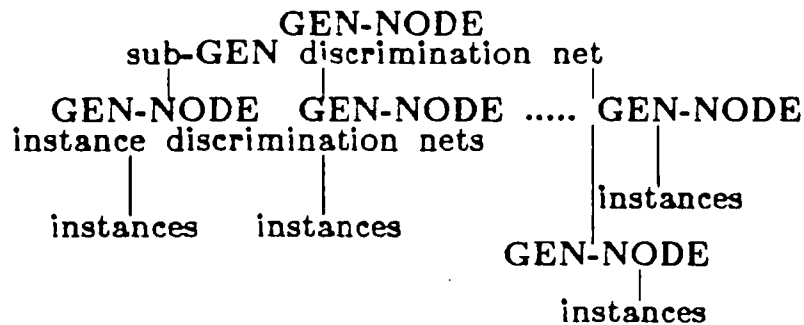 GEN-NODE
sub-GEN discrimination net
GEN-NODE GEN-NODE ..... GEN-NODE
instance discrimination nets
instances
instances instances
GEN-NODE
instances